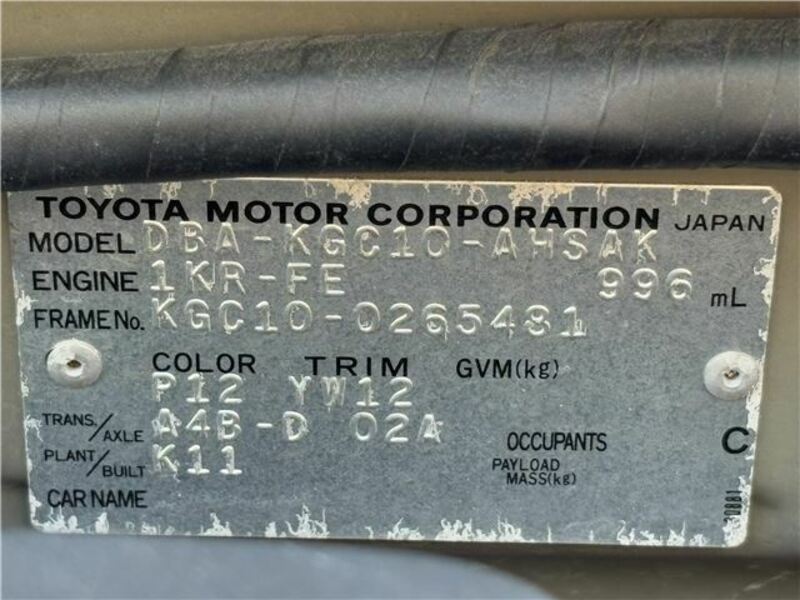 TOYOTA MOTOR CORPORATION JAPAN
MODEL DBA-KGC10-AHSAK
ENGINE 1KR-FE 996 mL
FRAME No. KGC10-0265481
COLOR TRIM GVM(kg)
P12 YW12
TRANS./AXLE A4B-D 02A
OCCUPANTS C
PLANT/BUILT K11
PAYLOAD
MASS(kg)
CAR NAME